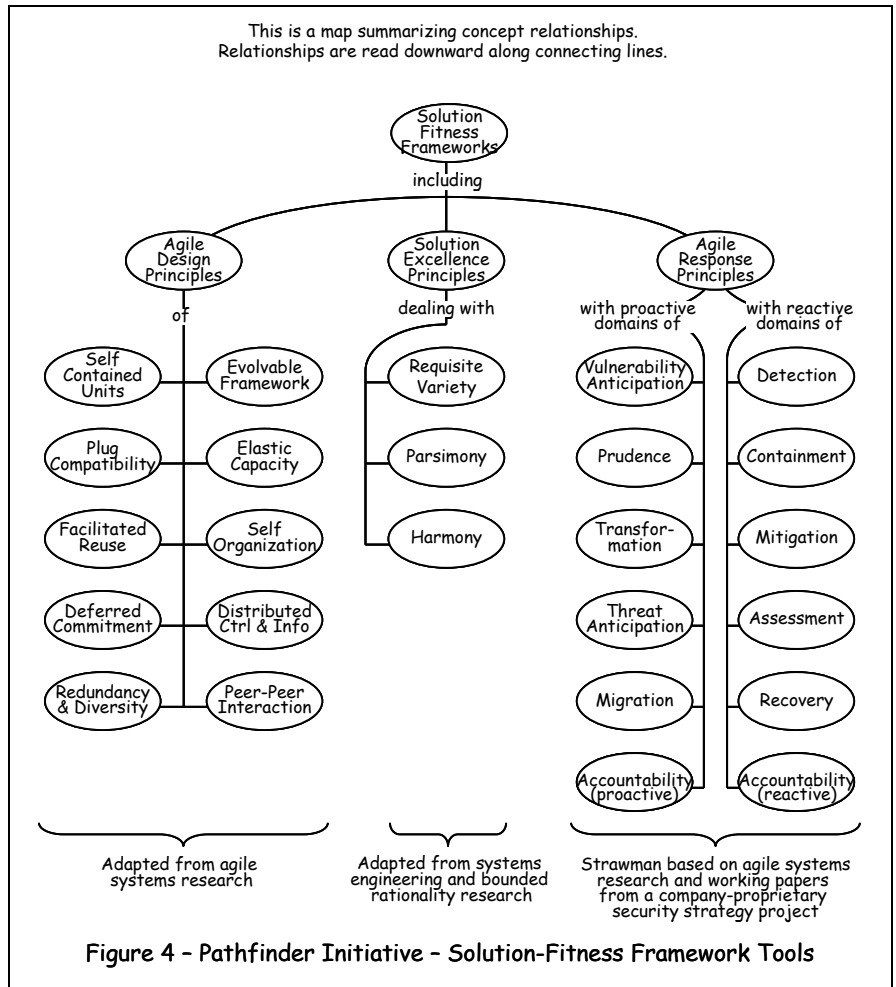 This is a map summarizing concept relationships.
Relationships are read downward along connecting lines.
Solution
Fitness
Frameworks
including
Agile
Design
Principles
of
Self
Contained
Units
Evolvable
Framework
Plug
Compatibility
Elastic
Capacity
Facilitated
Reuse
Self
Organization
Deferred
Commitment
Distributed
Ctrl & Info
Redundancy
& Diversity
Peer-Peer
Interaction
Adapted from agile
systems research
Solution
Excellence
Principles
dealing with
Requisite
Variety
Parsimony
Harmony
Adapted from systems
engineering and bounded
rationality research
Agile
Response
Principles
with proactive
domains of
Vulnerability
Anticipation
Prudence
Transfor-
mation
Threat
Anticipation
Migration
Accountability
(proactive)
with reactive
domains of
Detection
Containment
Mitigation
Assessment
Recovery
Accountability
(reactive)
Strawman based on agile systems
research and working papers
from a company-proprietary
security strategy project
Figure 4 – Pathfinder Initiative – Solution-Fitness Framework Tools